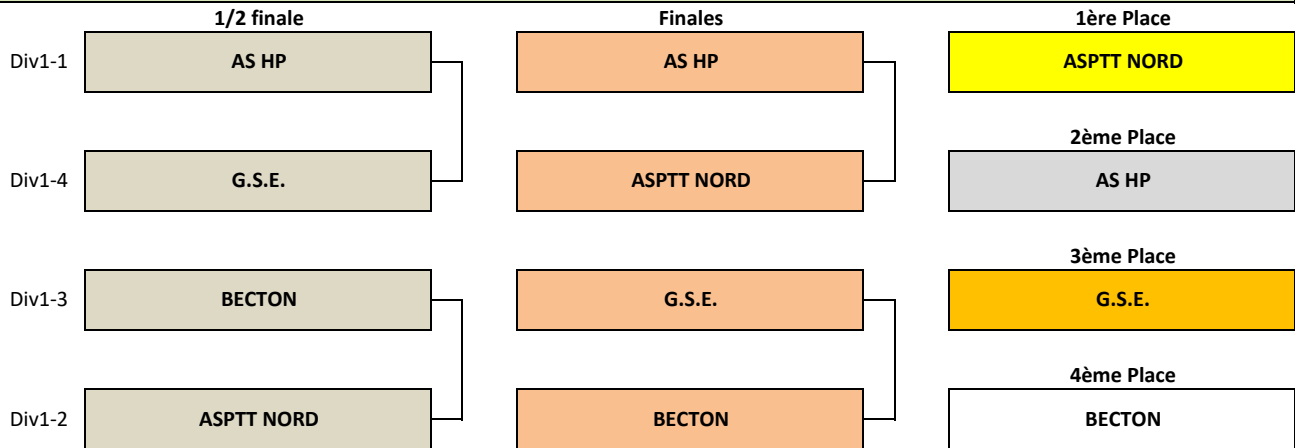 1/2 finale Finales 1ère Place
Div1-1 AS HP AS HP ASPTT NORD
2ème Place
Div1-4 G.S.E. ASPTT NORD AS HP
3ème Place
Div1-3 BECTON G.S.E. G.S.E.
4ème Place
Div1-2 ASPTT NORD BECTON BECTON